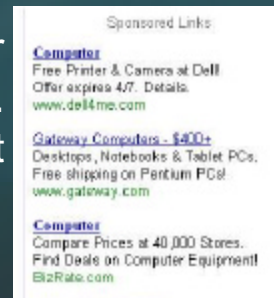 Sponsored Links
Computer
Free Printer & Camera at Dell!
Offer expires 4/7. Details.
www.dell4me.com
Gateway Computers - $400+
Desktops, Notebooks & Tablet PCs.
Free shipping on Pentium PCs!
www.gateway.com
Computer
Compare Prices at 40,000 Stores.
Find Deals on Computer Equipment!
BizRate.com